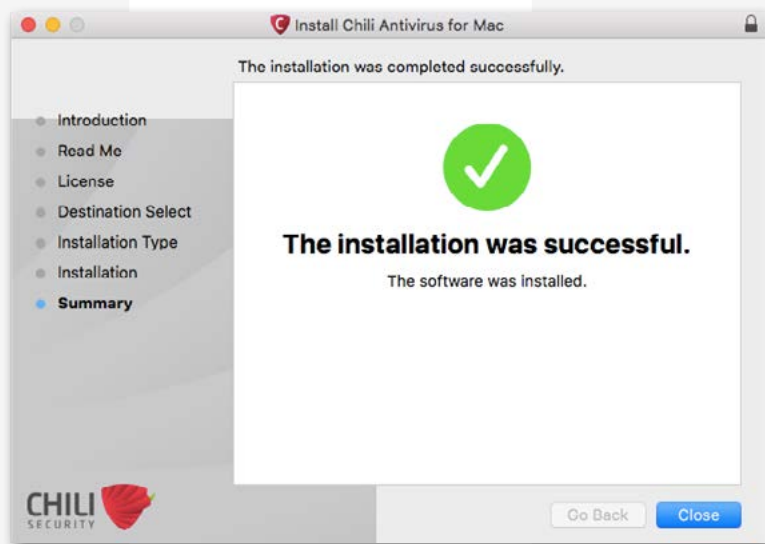 Install Chili Antivirus for Mac
The installation was completed successfully.
Introduction
Read Me
License
Destination Select
Installation Type
Installation
Summary
The installation was successful.
The software was installed.
CHILI
SECURITY
Go Back
Close